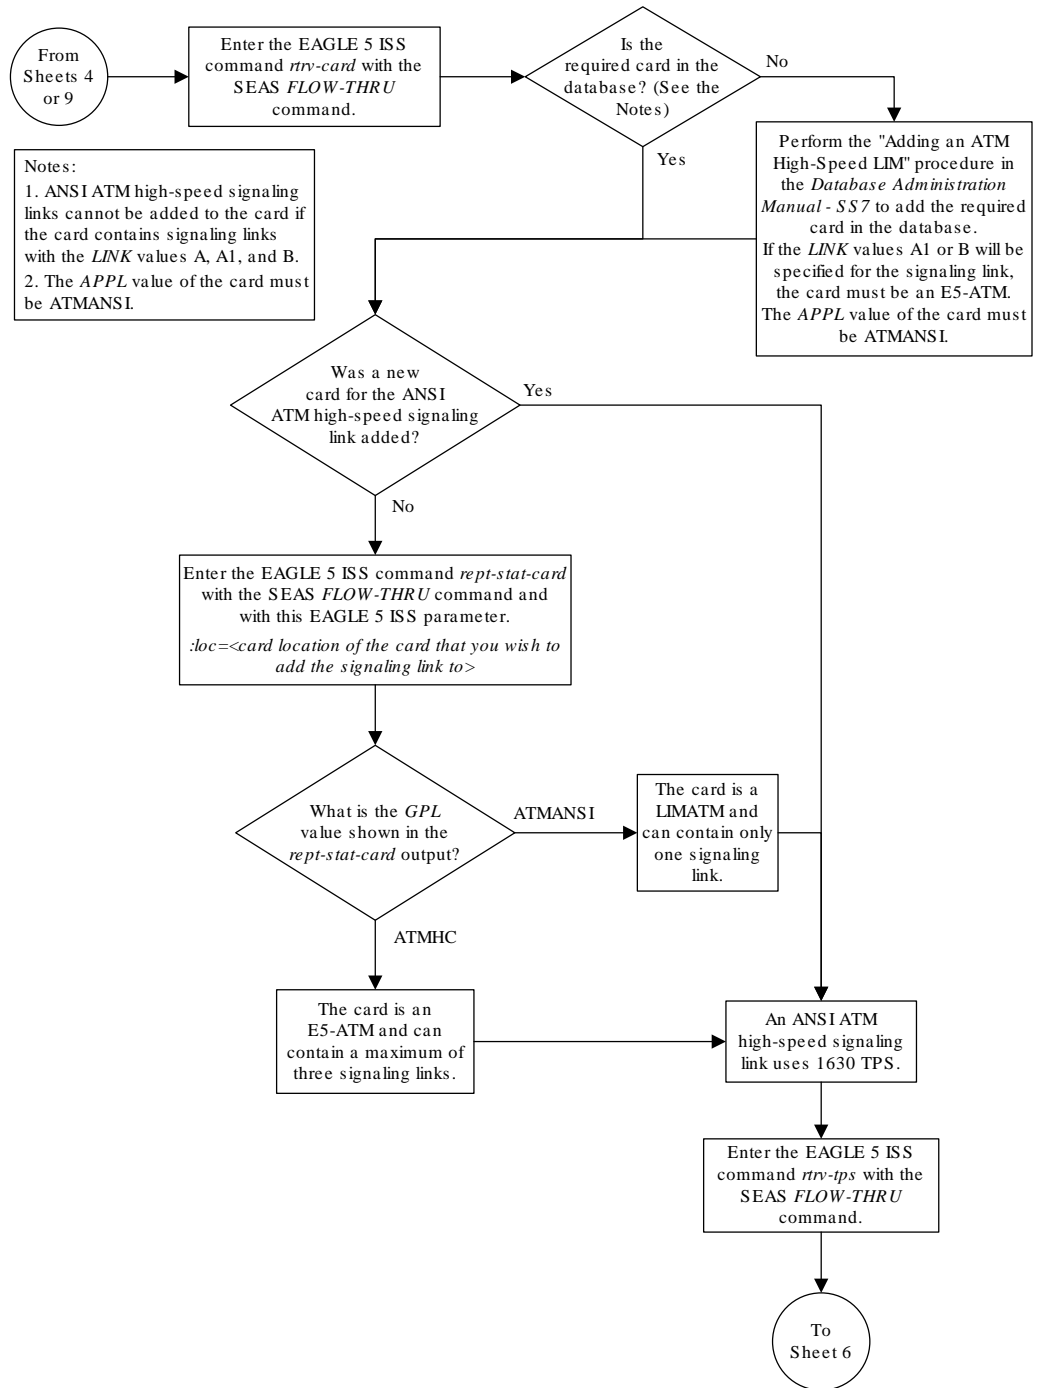 From
Sheets 4
or 9
Enter the EAGLE 5 ISS
command rtrv-card with the
SEAS FLOW-THRU
command.
Is the
required card in the
database? (See the
Notes)
No
Yes
Perform the "Adding an ATM
High-Speed LIM" procedure in
the Database Administration
Manual - SS7 to add the required
card in the database.
If the LINK values A1 or B will be
specified for the signaling link,
the card must be an E5-ATM.
The APPL value of the card must
be ATMANSI.
Notes:
1. ANSI ATM high-speed signaling
links cannot be added to the card if
the card contains signaling links
with the LINK values A, A1, and B.
2. The APPL value of the card must
be ATMANSI.
Was a new
card for the ANSI
ATM high-speed signaling
link added?
Yes
No
Enter the EAGLE 5 ISS command rept-stat-card
with the SEAS FLOW-THRU command and
with this EAGLE 5 ISS parameter.
:loc=<card location of the card that you wish to
add the signaling link to>
What is the GPL
value shown in the
rept-stat-card output?
ATMANSI
The card is a
LIMATM and
can contain only
one signaling
link.
ATMHC
The card is an
E5-ATM and can
contain a maximum of
three signaling links.
An ANSI ATM
high-speed signaling
link uses 1630 TPS.
Enter the EAGLE 5 ISS
command rtrv-tps with the
SEAS FLOW-THRU
command.
To
Sheet 6